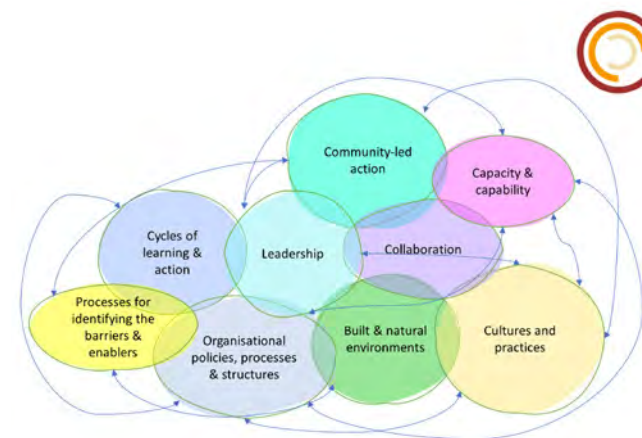 Community-led
action
Capacity &
capability
Cycles of
learning &
action
Leadership
Collaboration
Processes for
identifying the
barriers &
enablers
Organisational
policies, processes
& structures
Built & natural
environments
Cultures and
practices